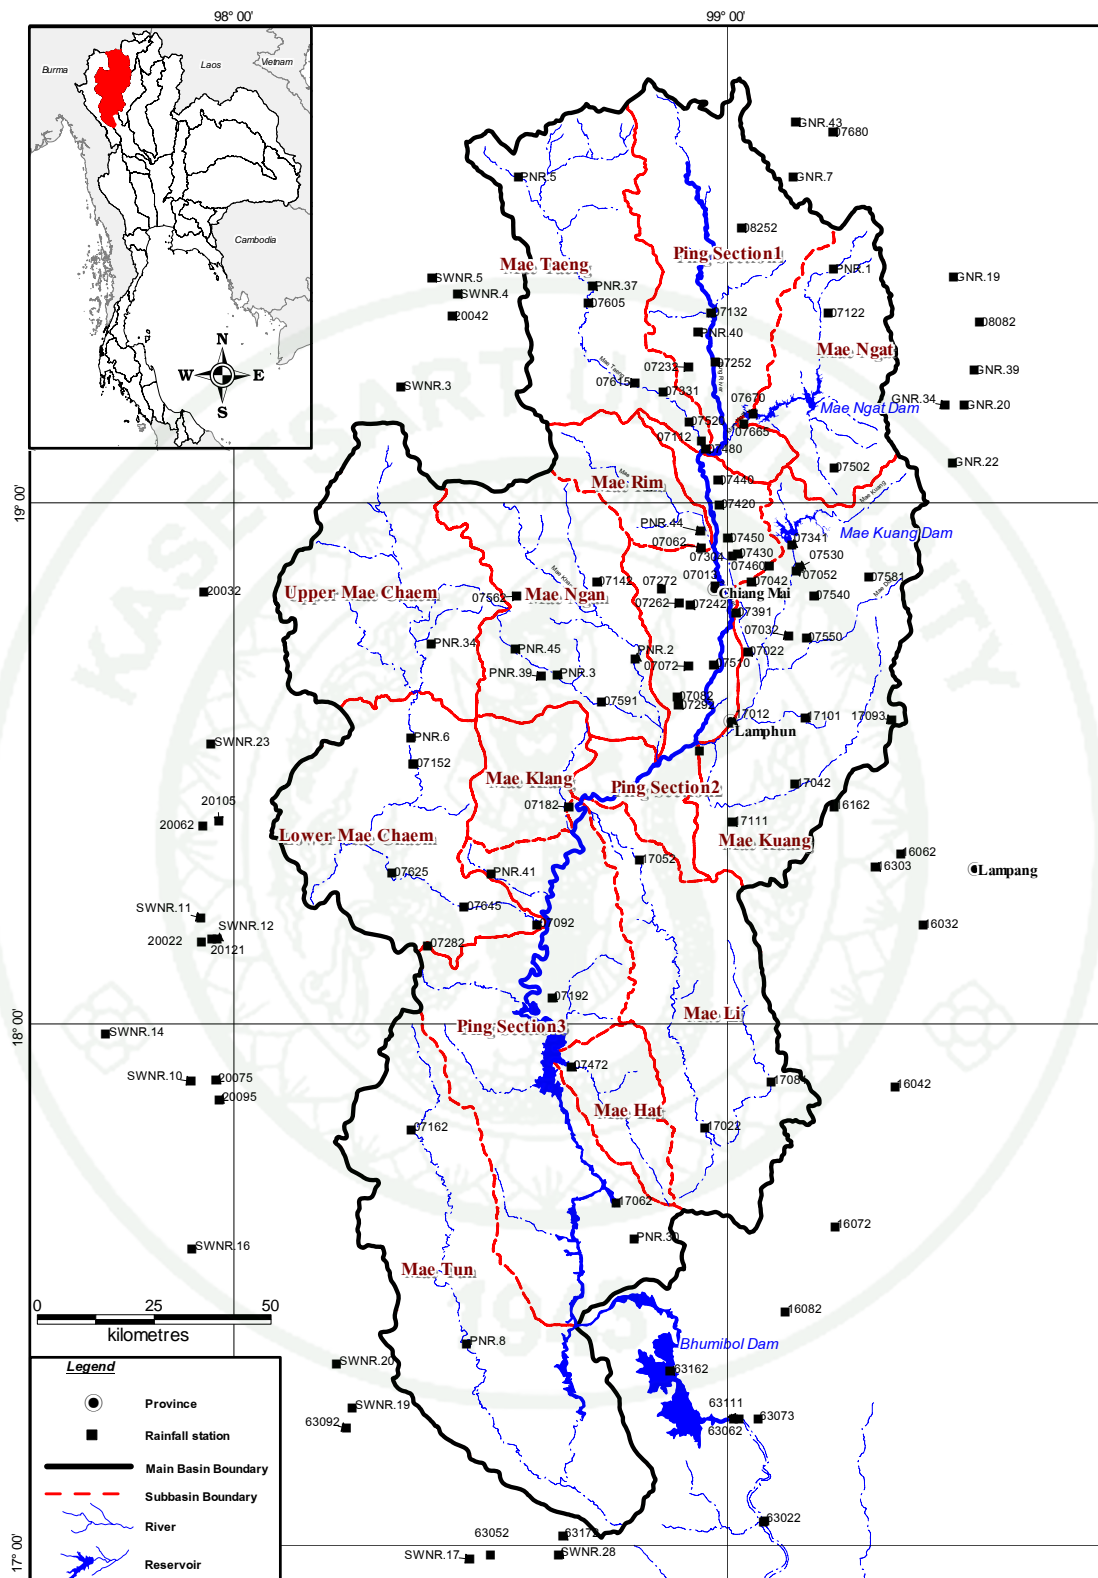 98° 00'
99° 00'
Burma
Laos
Vietnam
Cambodia
N
W
E
S
GNR.43
07680
PNR.5
GNR.7
08252
Ping Section1
Mae Taeng
PNR.1
SWNR.5
GNR.19
PNR.37
SWNR.4
07605
20042
07132
07122
08082
PNR.40
Mae Ngat
07252
07232
GNR.39
Mae Taeng
07615
SWNR.3
07331
GNR.34
GNR.20
07670
Mae Ngat Dam
07520
07665
07112
07480
GNR.22
07502
Mae Rim
07440
Mae Kuang
19° 00'
07420
PNR.44
Mae Kuang Dam
07450
07341
07062
07304
07430
07530
07460
07052
07581
07142
07272
07013
07042
Upper Mae Chaem
20032
07562
Mae Ngan
Chiang Mai
07540
07262
07242
07391
07032
07550
PNR.34
PNR.45
PNR.2
07022
PNR.39
PNR.3
07072
07510
07082
07591
07292
17012
17101
17093
Lamphun
PNR.6
SWNR.23
07152
Mae Klang
Ping Section2
17042
07182
16162
20105
20062
17111
Lower Mae Chaem
Mae Kuang
17052
16062
16303
Lampang
07625
PNR.41
07645
SWNR.11
SWNR.12
07092
16032
20022
20121
07282
07192
18° 00'
Ping Section3
Mae Li
SWNR.14
07472
SWNR.10
20075
17081
16042
20095
Mae Hat
07162
17022
17062
16072
PNR.30
SWNR.16
Mae Tun
0
25
50
kilometres
16082
PNR.8
Bhumibol Dam
SWNR.20
63162
SWNR.19
63092
63111
63073
63062
Legend
Province
Rainfall station
Main Basin Boundary
Subbasin Boundary
River
Reservoir
63022
63052
63172
17° 00'
SWNR.17
SWNR.28